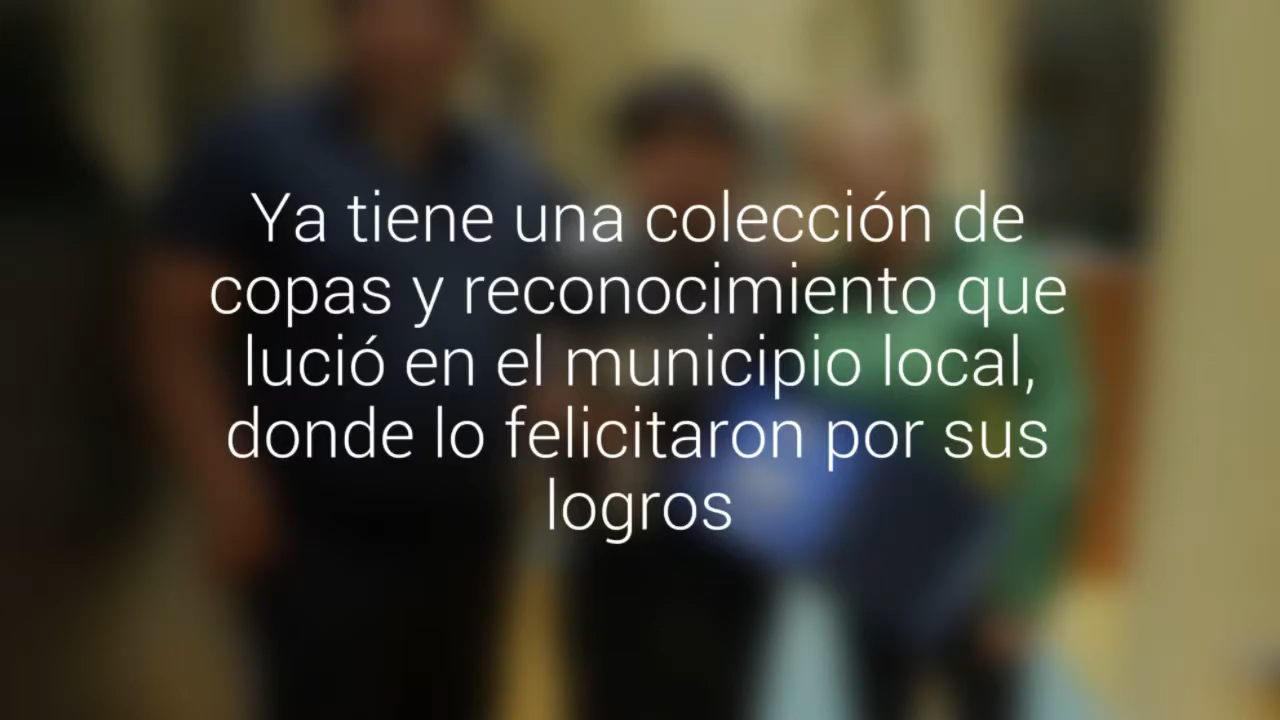 Ya tiene una colección de
copas y reconocimiento que
lució en el municipio local,
donde lo felicitaron por sus
logros